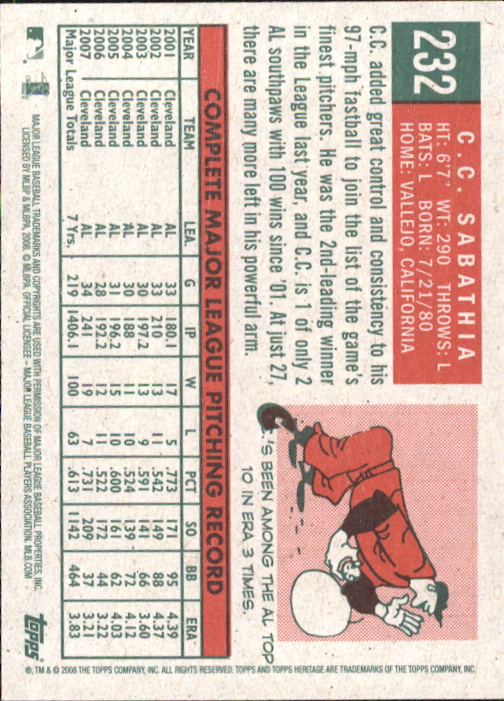 232
C.C. SABATHIA
HT: 6'7" WT: 290 THROWS: L
BATS: L BORN: 7/21/80
HOME: VALLEJO, CALIFORNIA
C.C. added great control and consistency to his
97-mph fastball to join the list of the game's
finest pitchers. He was the 2nd-leading winner
in the League last year, and C.C. is 1 of only 2
AL southpaws with 100 wins since '01. At just 27,
there are many more left in his powerful arm.
C.'S BEEN AMONG THE AL TOP
10 IN ERA 3 TIMES.
COMPLETE MAJOR LEAGUE PITCHING RECORD
YEAR TEAM LEA. G IP W L PCT SO BB ERA
2001 Cleveland AL 33 180.1 17 5 .773 171 95 4.39
2002 Cleveland AL 33 210 13 11 .542 149 88 4.37
2003 Cleveland AL 30 197.2 13 9 .591 141 66 3.60
2004 Cleveland AL 30 188 11 10 .524 139 72 4.12
2005 Cleveland AL 31 196.2 15 10 .600 161 62 4.03
2006 Cleveland AL 28 192.2 12 11 .522 172 44 3.22
2007 Cleveland AL 34 241 19 7 .731 209 37 3.21
Major League Totals 7 Yrs. 219 1406.1 100 63 .613 1142 464 3.83
MAJOR LEAGUE BASEBALL TRADEMARKS AND COPYRIGHTS ARE USED WITH PERMISSION OF MAJOR LEAGUE BASEBALL PROPERTIES, INC.
LICENSED BY MLBP & MLBPA, 2008. © MLBPA. OFFICIAL LICENSEE – MAJOR LEAGUE BASEBALL PLAYERS ASSOCIATION. MLB.COM
TOPPS
®, TM & © 2008 THE TOPPS COMPANY, INC. ALL RIGHTS RESERVED. TOPPS AND TOPPS HERITAGE ARE TRADEMARKS OF THE TOPPS COMPANY, INC.